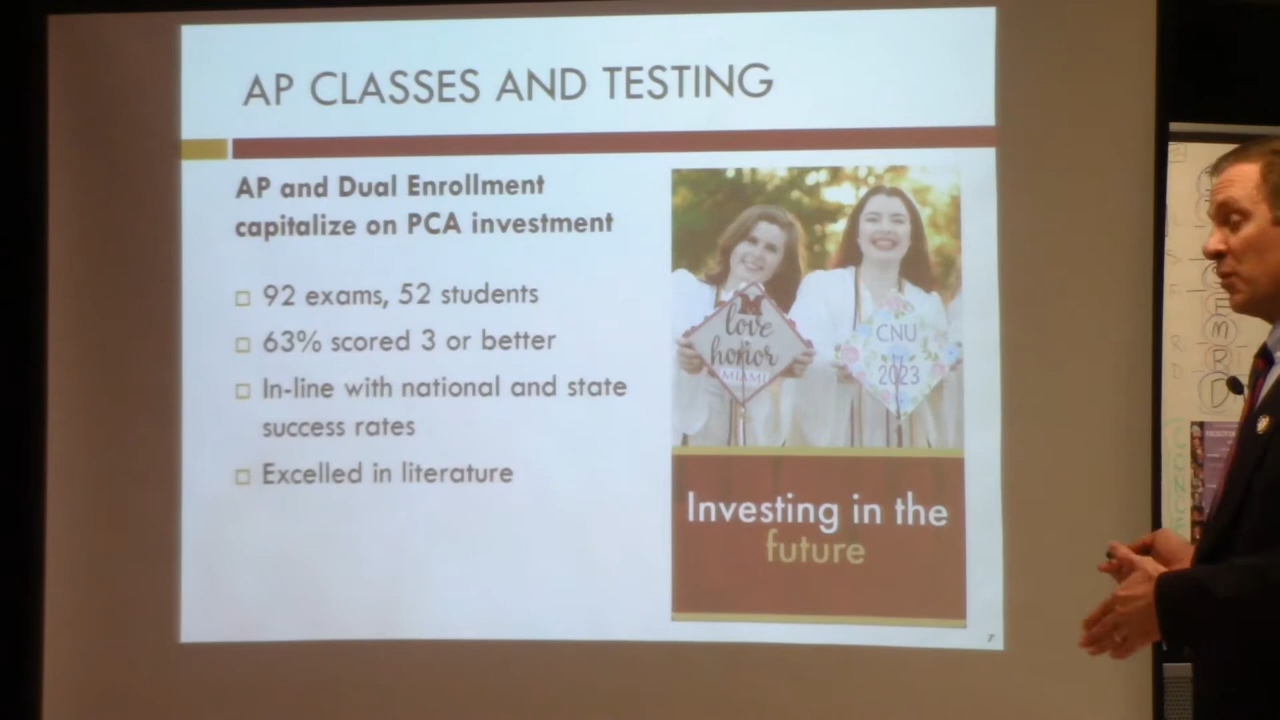 AP CLASSES AND TESTING
AP and Dual Enrollment
capitalize on PCA investment
92 exams, 52 students
63% scored 3 or better
In-line with national and state
success rates
Excelled in literature
M
love
honor
MIAMI
CNU
2023
Investing in the
future
7
M
R
D